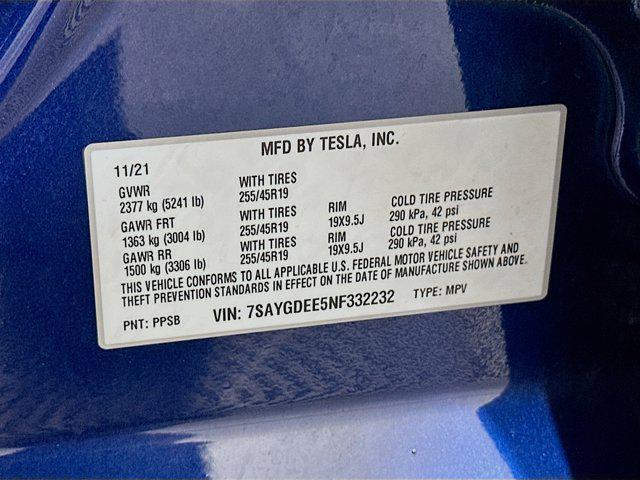 MFD BY TESLA, INC.
11/21
GVWR WITH TIRES
2377 kg (5241 lb) 255/45R19
GAWR FRT WITH TIRES RIM COLD TIRE PRESSURE
1363 kg (3004 lb) 255/45R19 19X9.5J 290 kPa, 42 psi
GAWR RR WITH TIRES RIM COLD TIRE PRESSURE
1500 kg (3306 lb) 255/45R19 19X9.5J 290 kPa, 42 psi
THIS VEHICLE CONFORMS TO ALL APPLICABLE U.S. FEDERAL MOTOR VEHICLE SAFETY AND
THEFT PREVENTION STANDARDS IN EFFECT ON THE DATE OF MANUFACTURE SHOWN ABOVE.
PNT: PPSB VIN: 7SAYGDEE5NF332232 TYPE: MPV